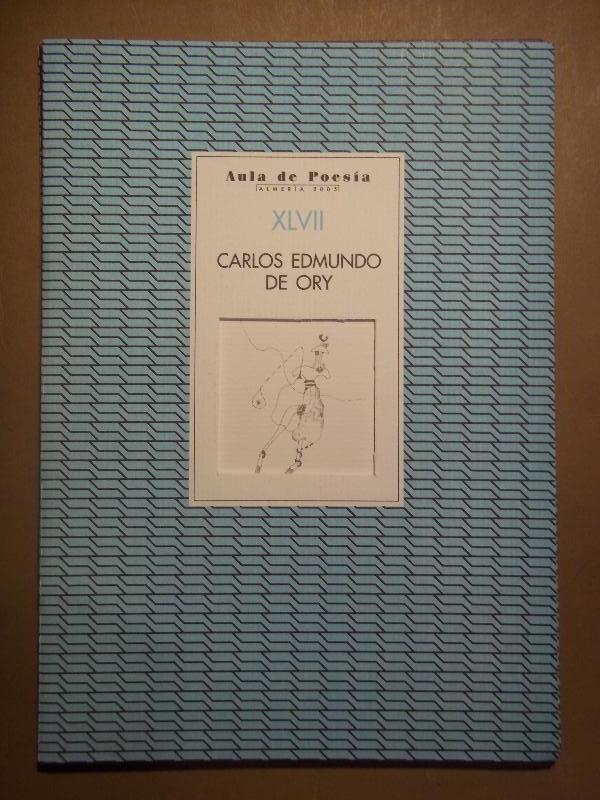 Aula de Poesía
[ALMERÍA 2005]
XLVII
CARLOS EDMUNDO
DE ORY